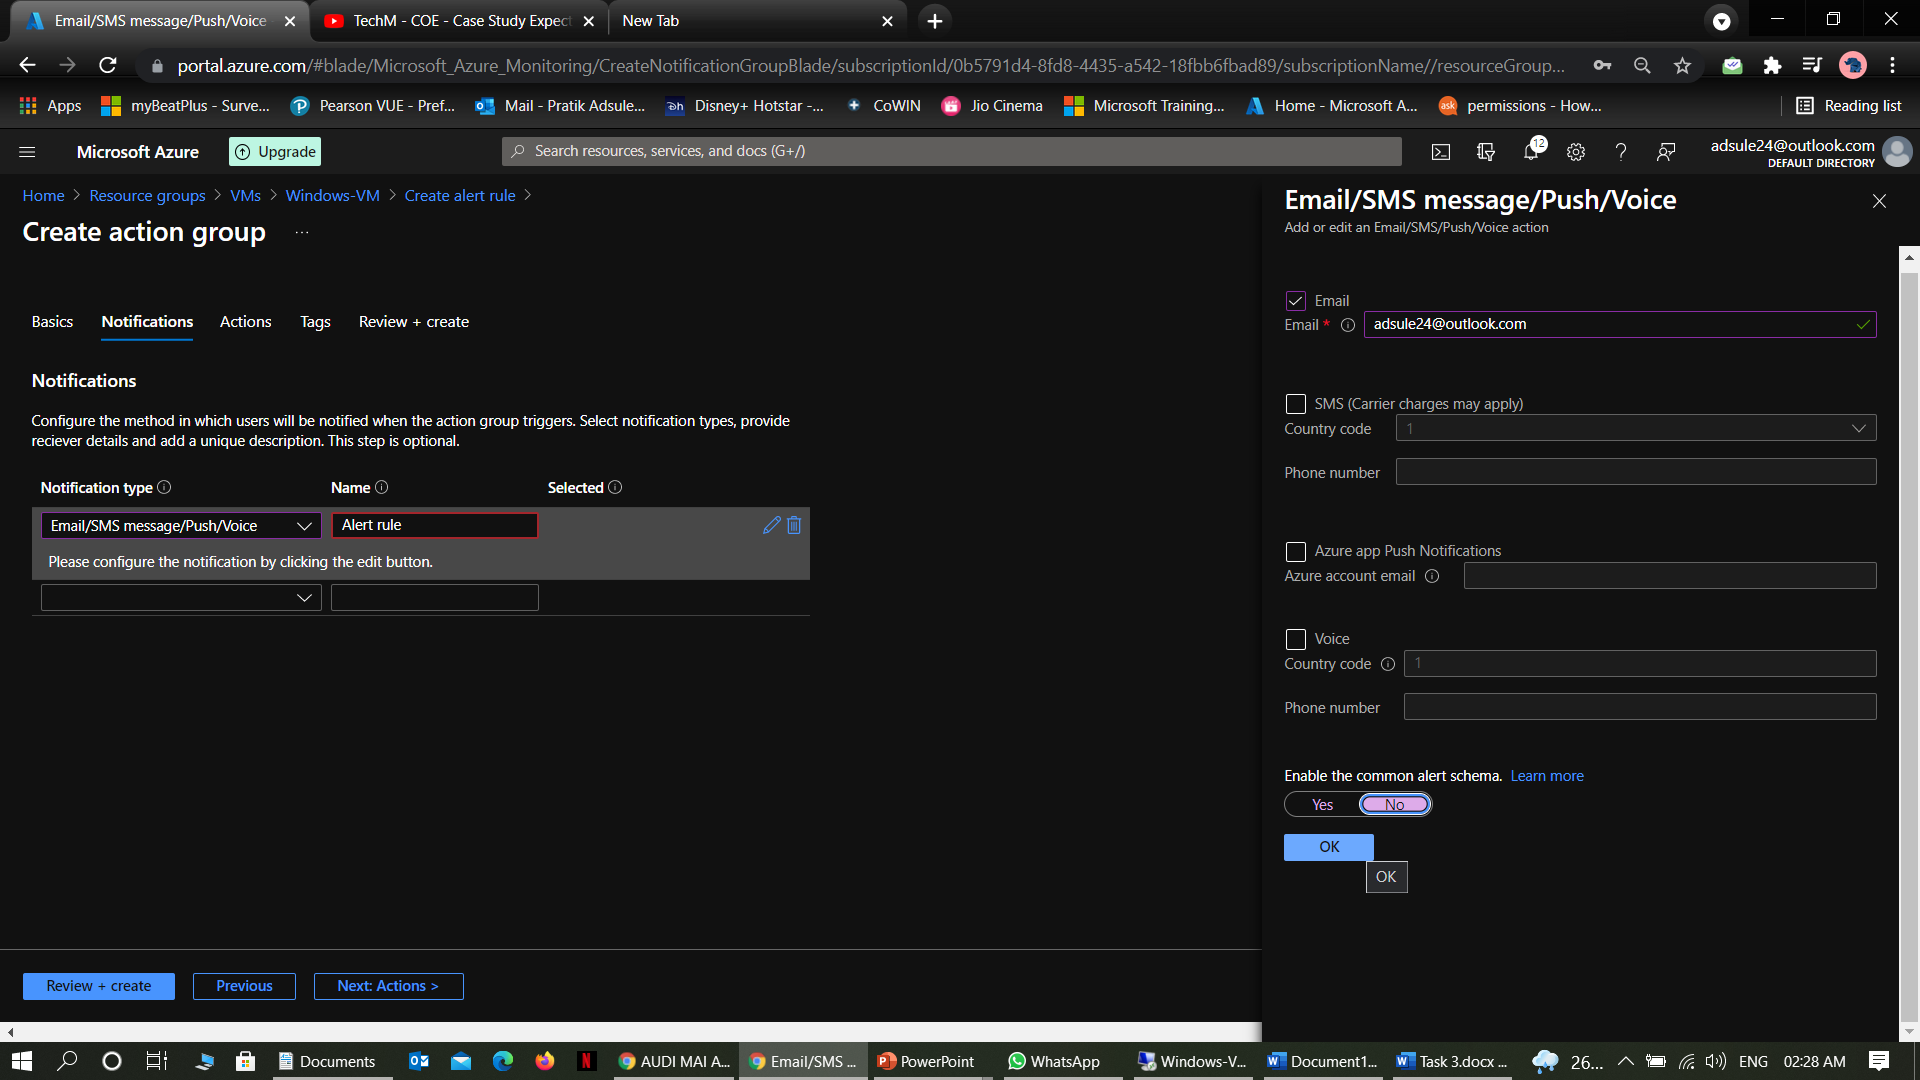 Email/SMS message/Push/Voice
TechM - COE - Case Study Expect
New Tab
portal.azure.com/#blade/Microsoft_Azure_Monitoring/CreateNotificationGroupBlade/subscriptionId/0b5791d4-8fd8-4435-a542-18fbb6fbad89/subscriptionName//resourceGroup...
Apps
myBeatPlus - Surve...
Pearson VUE - Pref...
Mail - Pratik Adsule...
Disney+ Hotstar -...
CoWIN
Jio Cinema
Microsoft Training...
Home - Microsoft A...
permissions - How...
Reading list
Microsoft Azure
Upgrade
Search resources, services, and docs (G+/)
12
adsule24@outlook.com
DEFAULT DIRECTORY
Home > Resource groups > VMs > Windows-VM > Create alert rule >
Create action group ...
Basics
Notifications
Actions
Tags
Review + create
Notifications
Configure the method in which users will be notified when the action group triggers. Select notification types, provide
reciever details and add a unique description. This step is optional.
Notification type
Name
Selected
Email/SMS message/Push/Voice
Alert rule
Please configure the notification by clicking the edit button.
Review + create
Previous
Next: Actions >
Email/SMS message/Push/Voice
Add or edit an Email/SMS/Push/Voice action
Email
Email *
adsule24@outlook.com
SMS (Carrier charges may apply)
Country code
1
Phone number
Azure app Push Notifications
Azure account email
Voice
Country code
1
Phone number
Enable the common alert schema. Learn more
Yes
No
OK
OK
Documents
AUDI MAI A...
Email/SMS ...
PowerPoint
WhatsApp
Windows-V...
Document1...
Task 3.docx ...
26...
ENG
02:28 AM